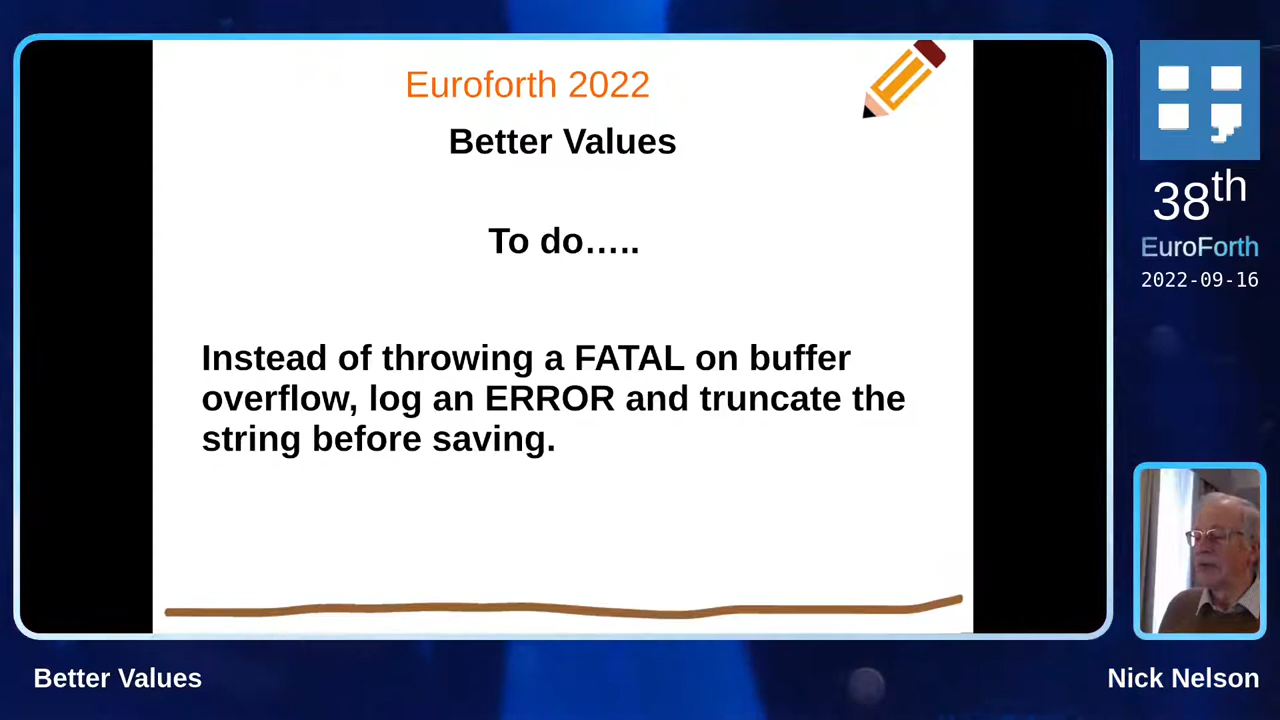 Euroforth 2022
Better Values
To do.....
Instead of throwing a FATAL on buffer
overflow, log an ERROR and truncate the
string before saving.
38th
EuroForth
2022-09-16
Better Values
Nick Nelson